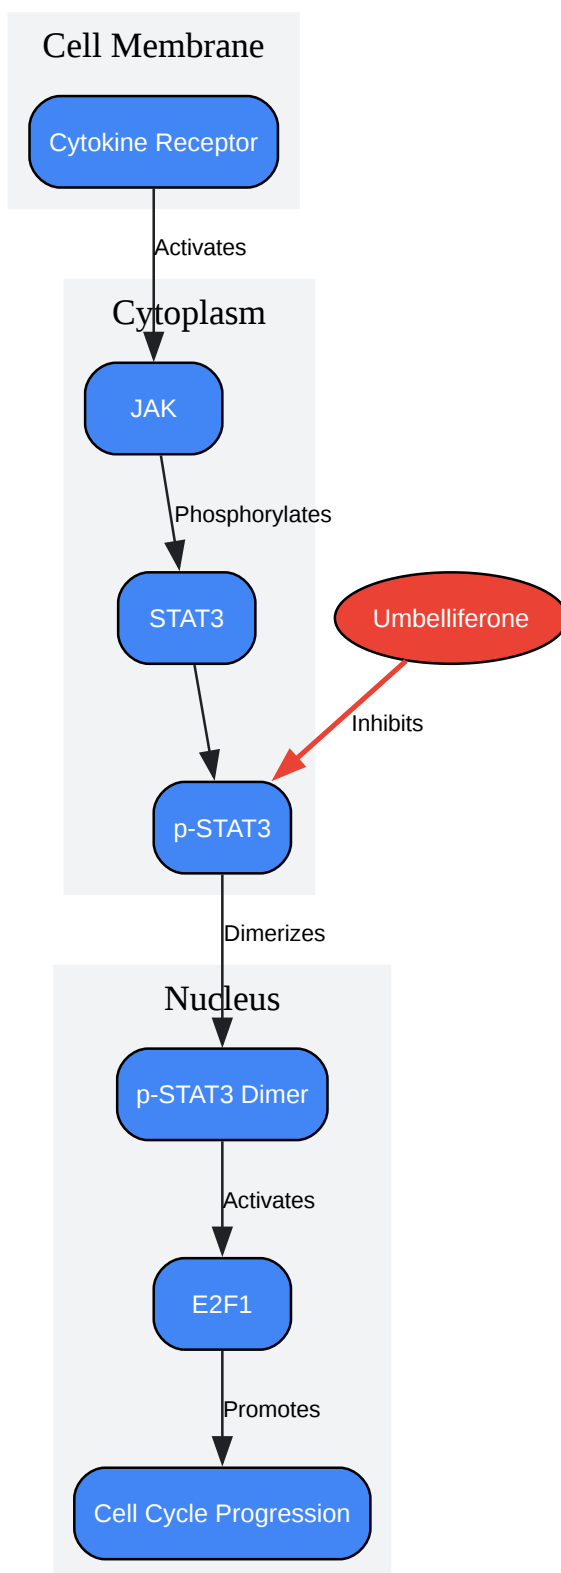 Cell Membrane
Cytokine Receptor
Activates
Cytoplasm
JAK
Phosphorylates
STAT3
Umbelliferone
Inhibits
p-STAT3
Dimerizes
Nucleus
p-STAT3 Dimer
Activates
E2F1
Promotes
Cell Cycle Progression